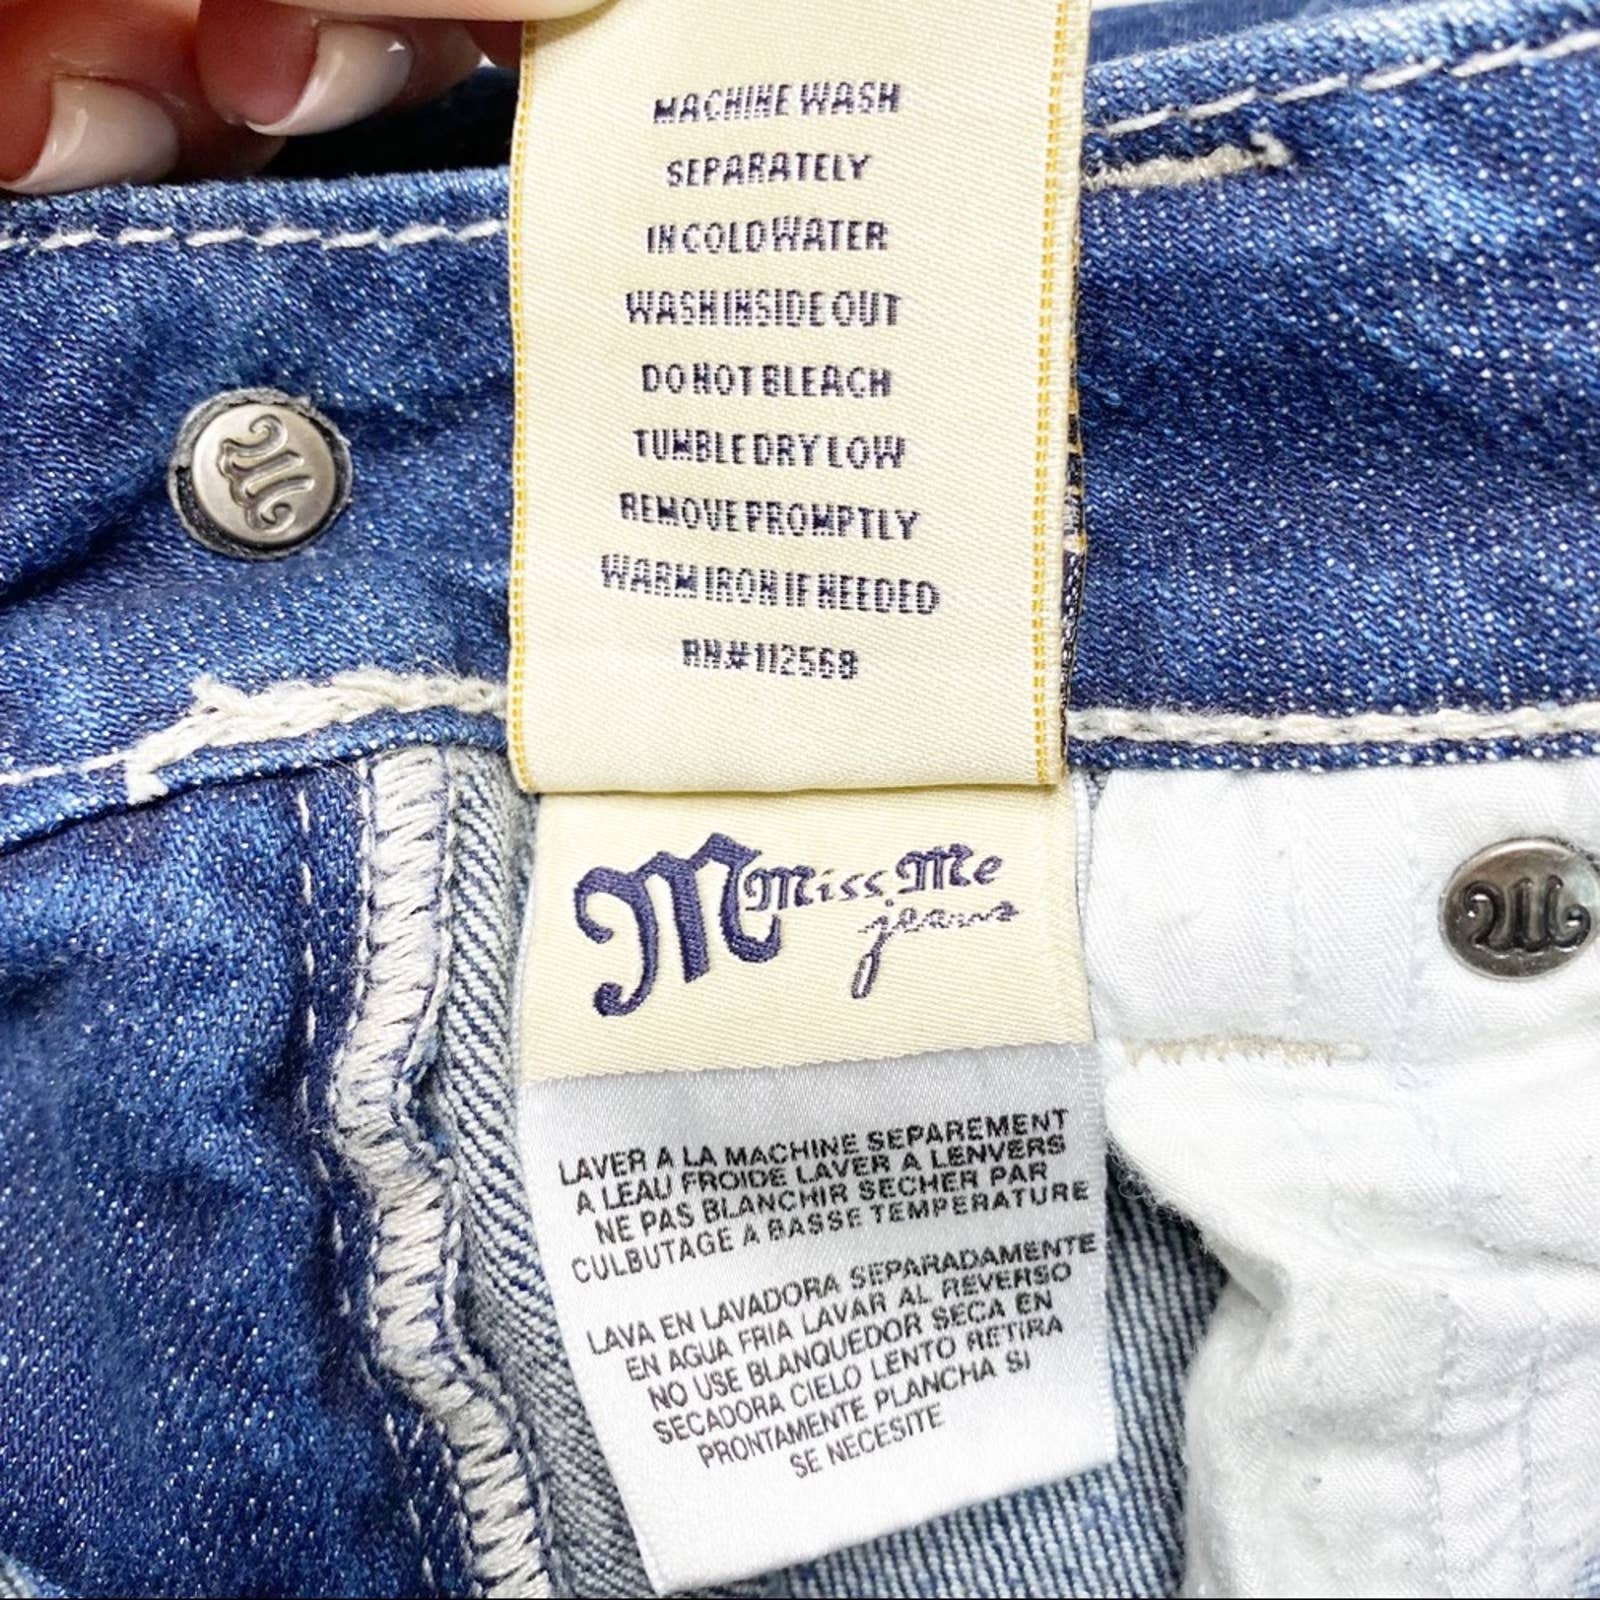 MACHINE WASH
SEPARATELY
IN COLD WATER
WASH INSIDE OUT
DO NOT BLEACH
TUMBLE DRY LOW
REMOVE PROMPTLY
WARM IRON IF NEEDED
RN#112568
M Miss Me
jeans
LAVER A LA MACHINE SEPAREMENT
A LEAU FROIDE LAVER A LENVERS
NE PAS BLANCHIR SECHER PAR
CULBUTAGE A BASSE TEMPERATURE
LAVA EN LAVADORA SEPARADAMENTE
EN AGUA FRIA LAVAR AL REVERSO
NO USE BLANQUEDOR SECA EN
SECADORA CIELO LENTO RETIRA
PRONTAMENTE PLANCHA SI
SE NECESITE
M
M